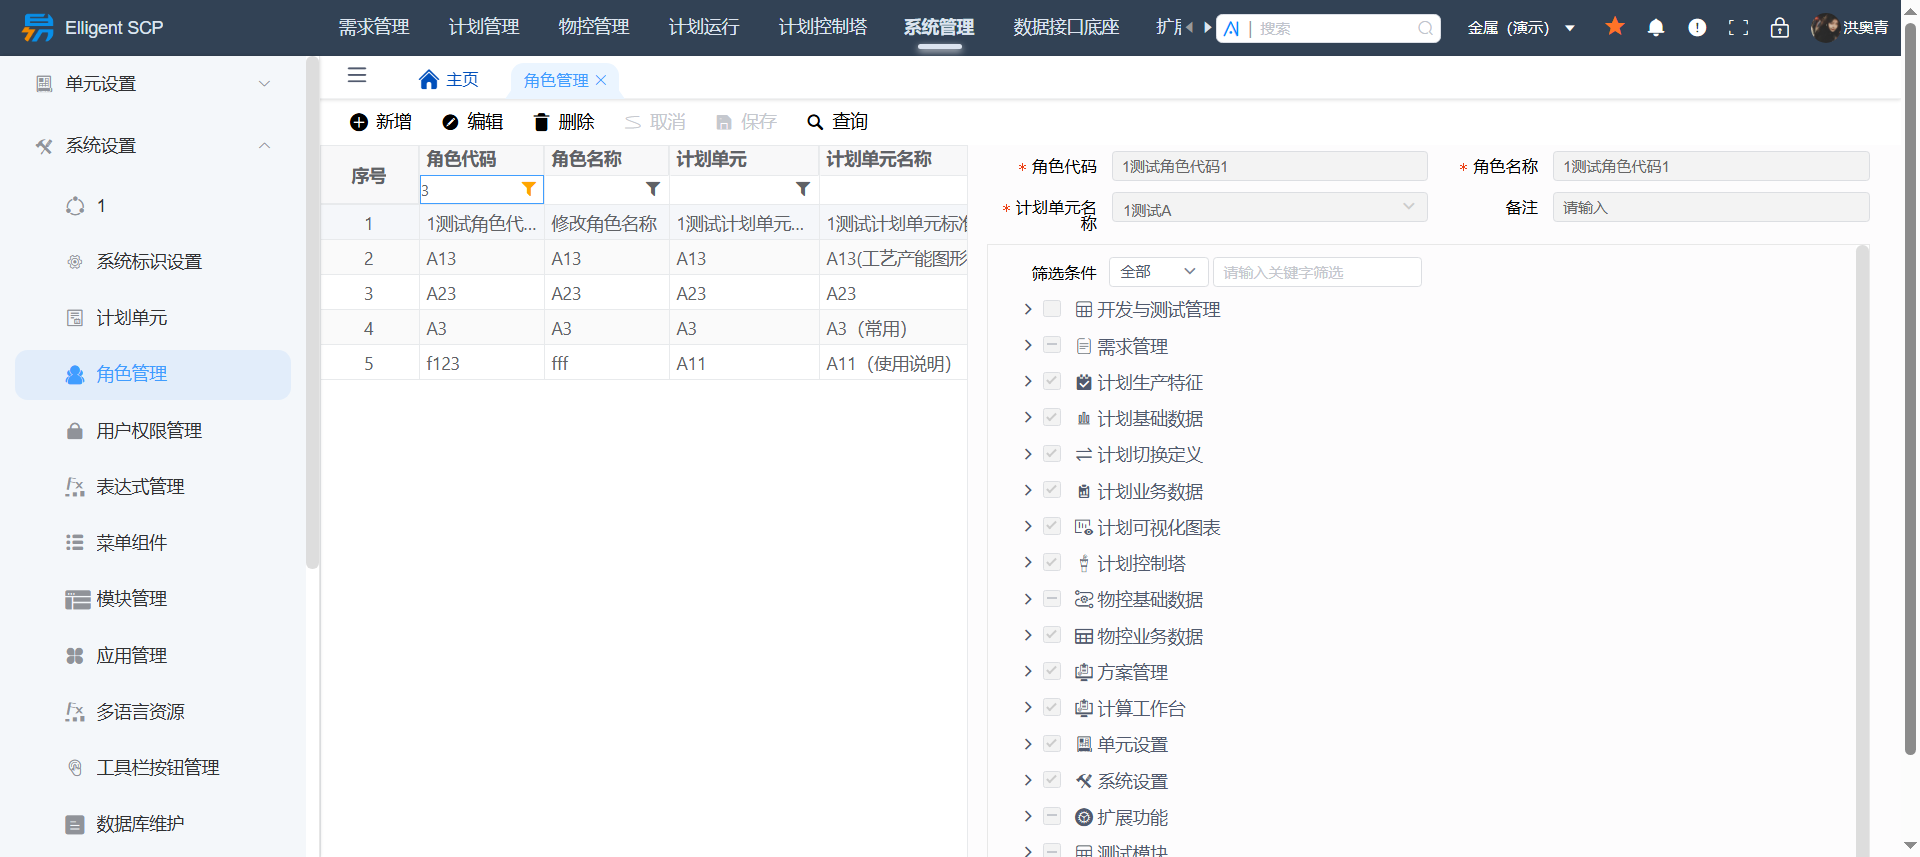 Elligent SCP
需求管理 计划管理 物控管理 计划运行 计划控制塔 系统管理 数据接口底座
搜索
金属 (演示)
洪奥青
单元设置
系统设置
1
系统标识设置
计划单元
角色管理
用户权限管理
表达式管理
菜单组件
模块管理
应用管理
多语言资源
工具栏按钮管理
数据库维护
主页 角色管理
新增 编辑 删除 取消 保存 查询
序号 角色代码 角色名称 计划单元 计划单元名称
3
1 1测试角色代... 修改角色名称 1测试计划单元... 1测试计划单元标准
2 A13 A13 A13 A13(工艺产能图形
3 A23 A23 A23 A23
4 A3 A3 A3 A3（常用）
5 f123 fff A11 A11（使用说明）
* 角色代码 1测试角色代码1 * 角色名称 1测试角色代码1
* 计划单元名称 1测试A 备注 请输入
筛选条件 全部 请输入关键字筛选
开发与测试管理
需求管理
计划生产特征
计划基础数据
计划切换定义
计划业务数据
计划可视化图表
计划控制塔
物控基础数据
物控业务数据
方案管理
计算工作台
单元设置
系统设置
扩展功能
测试模块